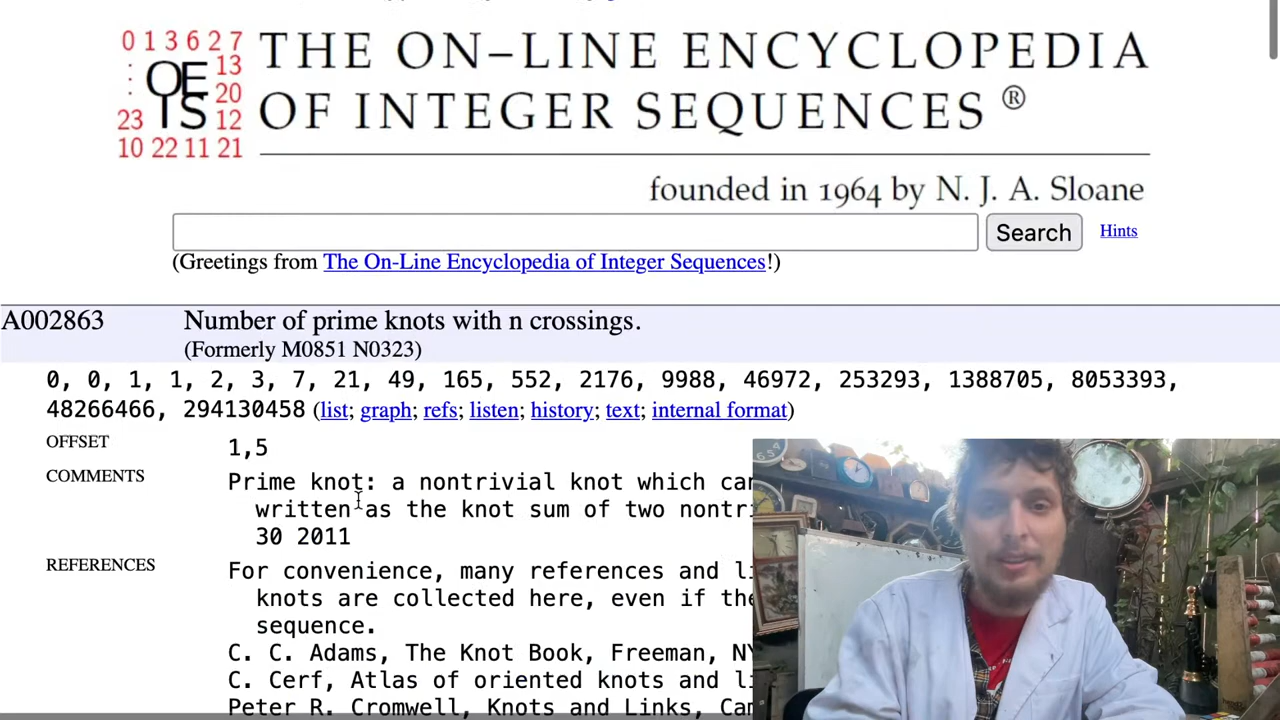 0 1 3 6 2 7
: OE 13
: IS 20
23 12
10 22 11 21
THE ON–LINE ENCYCLOPEDIA
OF INTEGER SEQUENCES ®
founded in 1964 by N. J. A. Sloane
Search Hints
(Greetings from The On-Line Encyclopedia of Integer Sequences!)
A002863 Number of prime knots with n crossings.
(Formerly M0851 N0323)
0, 0, 1, 1, 2, 3, 7, 21, 49, 165, 552, 2176, 9988, 46972, 253293, 1388705, 8053393,
48266466, 294130458 (list; graph; refs; listen; history; text; internal format)
OFFSET 1,5
COMMENTS Prime knot: a nontrivial knot which
written as the knot sum of two
30 2011
REFERENCES For convenience, many references and
knots are collected here, even if
sequence.
C. C. Adams, The Knot Book, Freeman,
C. Cerf, Atlas of oriented knots and
Peter R. Cromwell, Knots and Links,